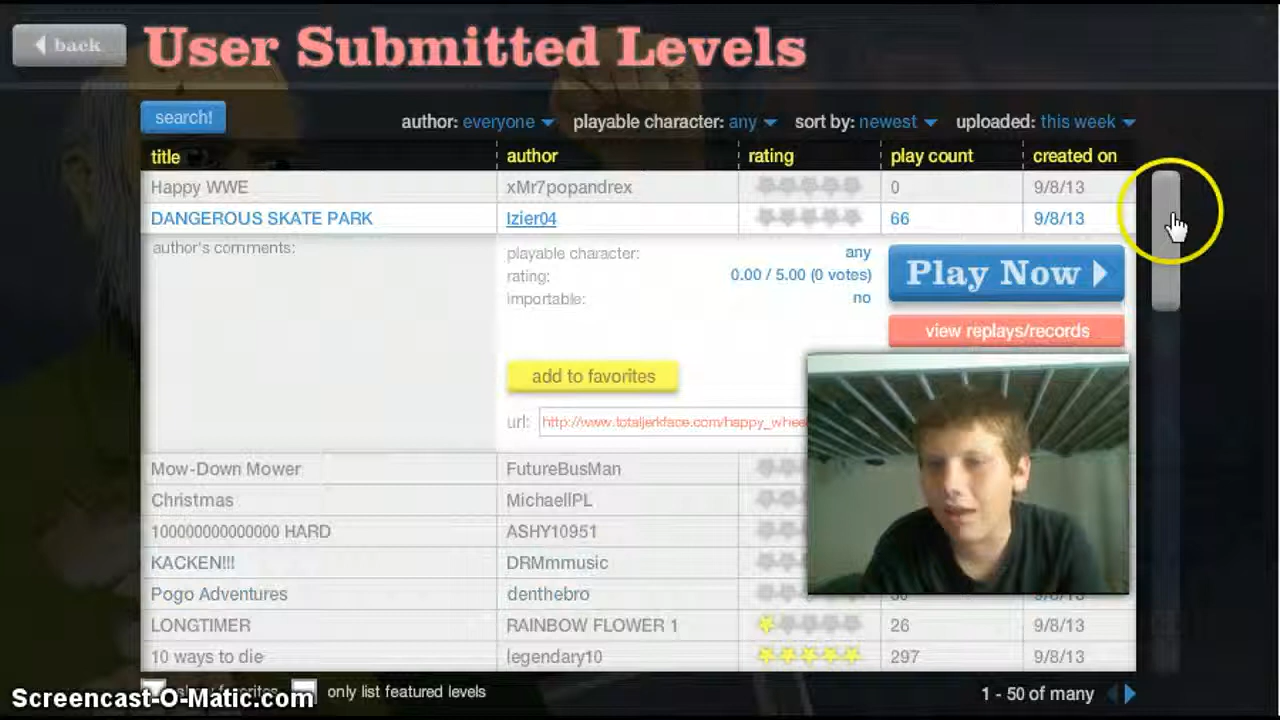 back
User Submitted Levels
search!
author: everyone
playable character: any
sort by: newest
uploaded: this week
title author rating play count created on
Happy WWE xMr7popandrex 0 9/8/13
DANGEROUS SKATE PARK Izier04 66 9/8/13
author's comments:
playable character: any
rating: 0.00 / 5.00 (0 votes)
importable: no
Play Now
view replays/records
add to favorites
url: http://www.totaljerkface.com/happy_whee
Mow-Down Mower FutureBusMan
Christmas MichaellPL
100000000000000 HARD ASHY10951
KACKEN!!! DRMmmusic
Pogo Adventures denthebro 9/8/13
LONGTIMER RAINBOW FLOWER 1 26 9/8/13
10 ways to die legendary10 297 9/8/13
only list featured levels
1 - 50 of many
Screencast-O-Matic.com